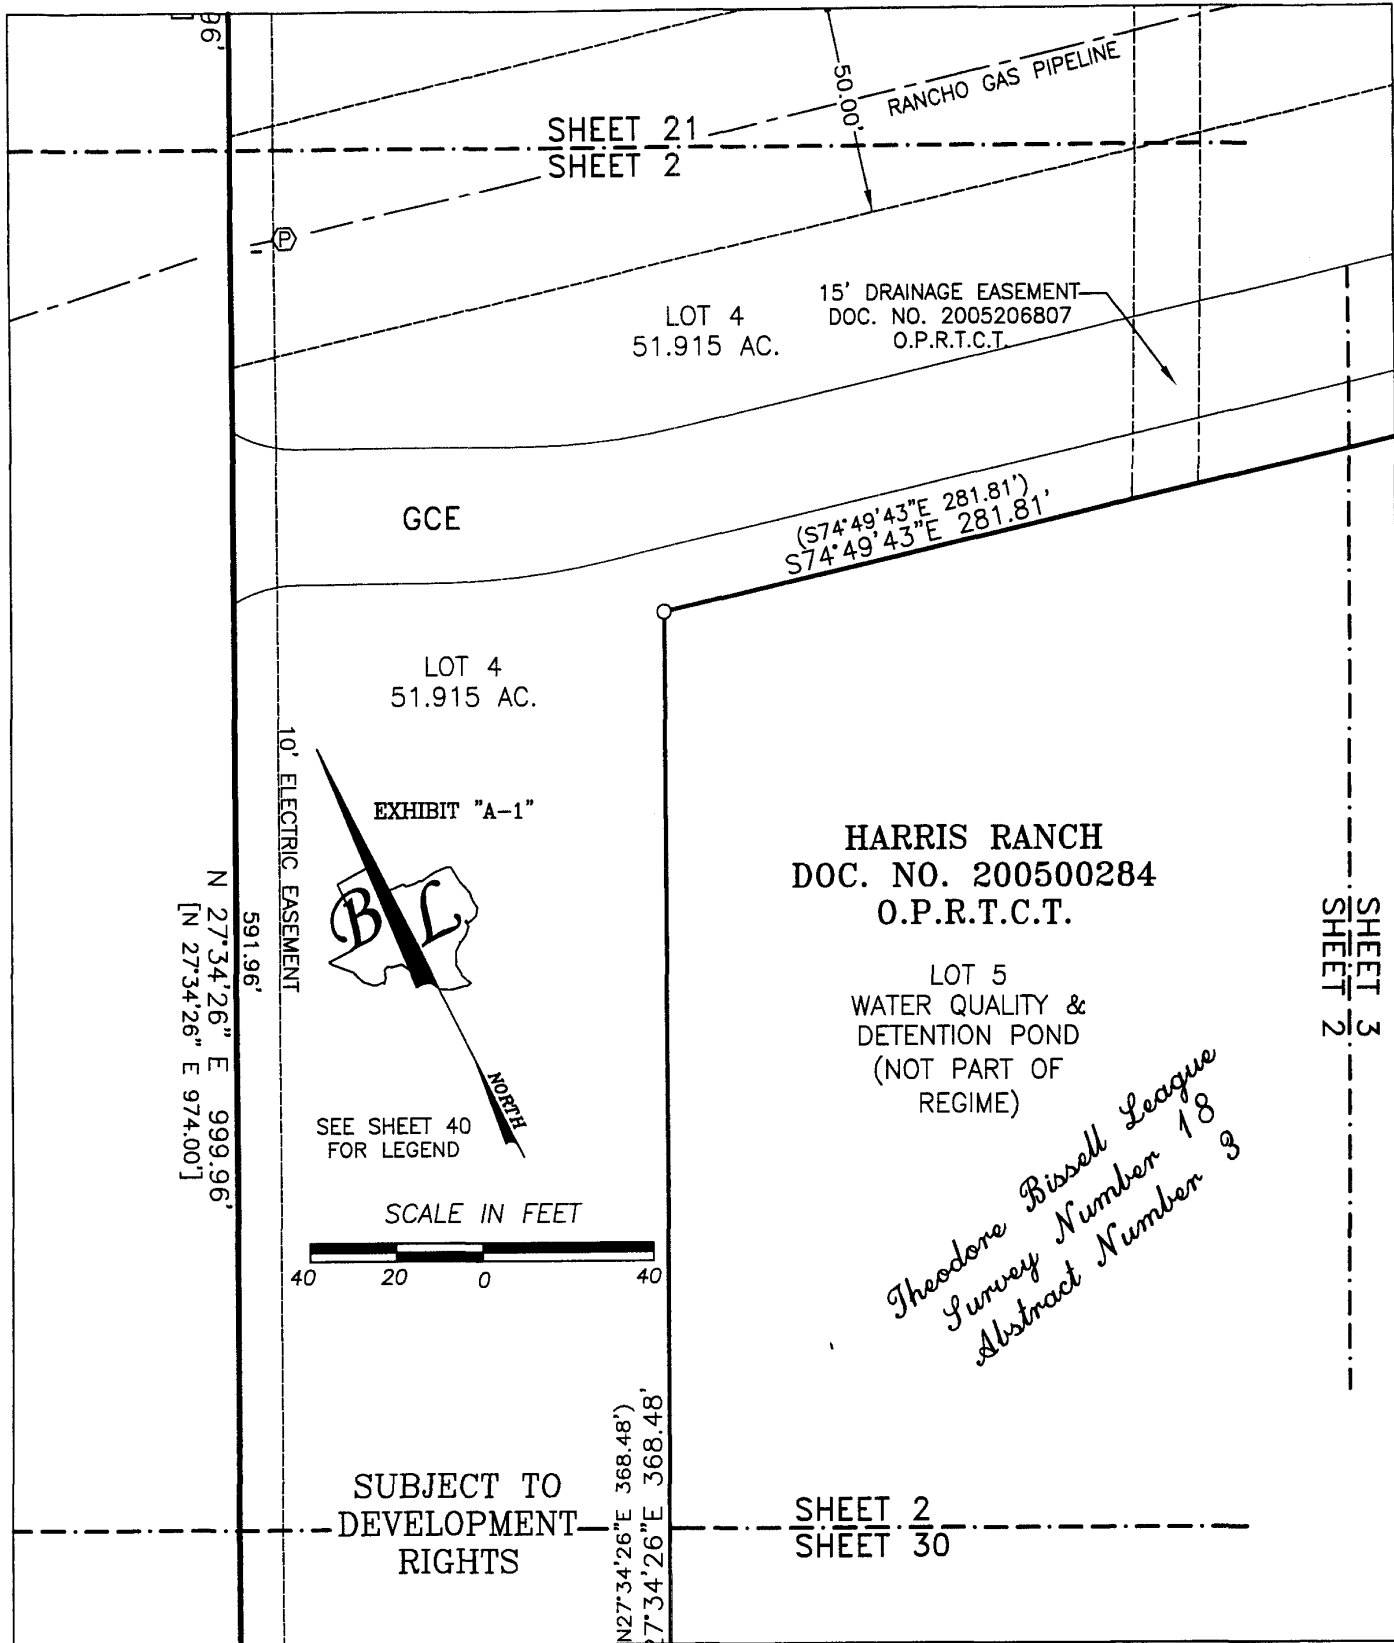 96'
50.00'
RANCHO GAS PIPELINE
SHEET 21
SHEET 2
P
LOT 4
51.915 AC.
15' DRAINAGE EASEMENT
DOC. NO. 2005206807
O.P.R.T.C.T.
GCE
(S74°49'43"E 281.81')
S74°49'43"E 281.81'
LOT 4
51.915 AC.
10' ELECTRIC EASEMENT
EXHIBIT "A-1"
B L
NORTH
591.96'
N 27°34'26" E 999.96'
[N 27°34'26" E 974.00']
SEE SHEET 40
FOR LEGEND
SCALE IN FEET
40 20 0 40
HARRIS RANCH
DOC. NO. 200500284
O.P.R.T.C.T.
LOT 5
WATER QUALITY &
DETENTION POND
(NOT PART OF
REGIME)
SHEET 3
SHEET 2
Theodore Bissell League
Survey Number 18
Abstract Number 3
N27°34'26"E 368.48')
27°34'26"E 368.48'
SUBJECT TO
DEVELOPMENT
RIGHTS
SHEET 2
SHEET 30